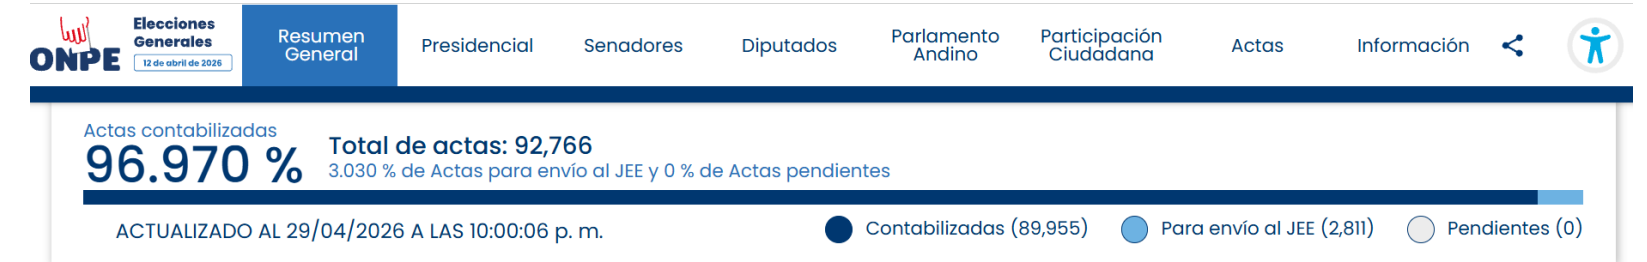 ONPE
Elecciones
Generales
12 de abril de 2026
Resumen
General
Presidencial
Senadores
Diputados
Parlamento
Andino
Participación
Ciudadana
Actas
Información
Actas contabilizadas
96.970 %
Total de actas: 92,766
3.030 % de Actas para envío al JEE y 0 % de Actas pendientes
ACTUALIZADO AL 29/04/2026 A LAS 10:00:06 p. m.
Contabilizadas (89,955)
Para envío al JEE (2,811)
Pendientes (0)